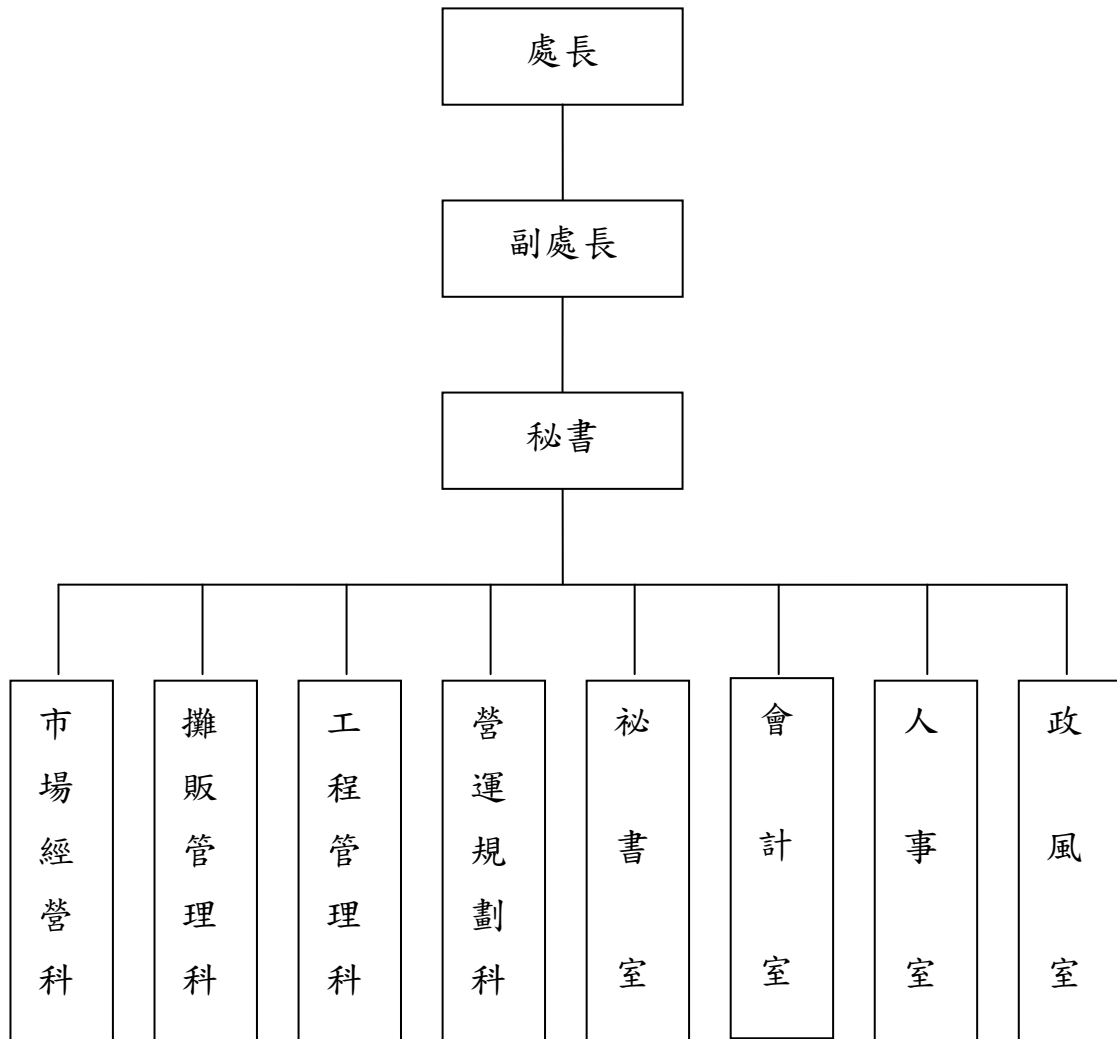 處長
副處長
秘書
市場經營科
攤販管理科
工程管理科
營運規劃科
祕書室
會計室
人事室
政風室